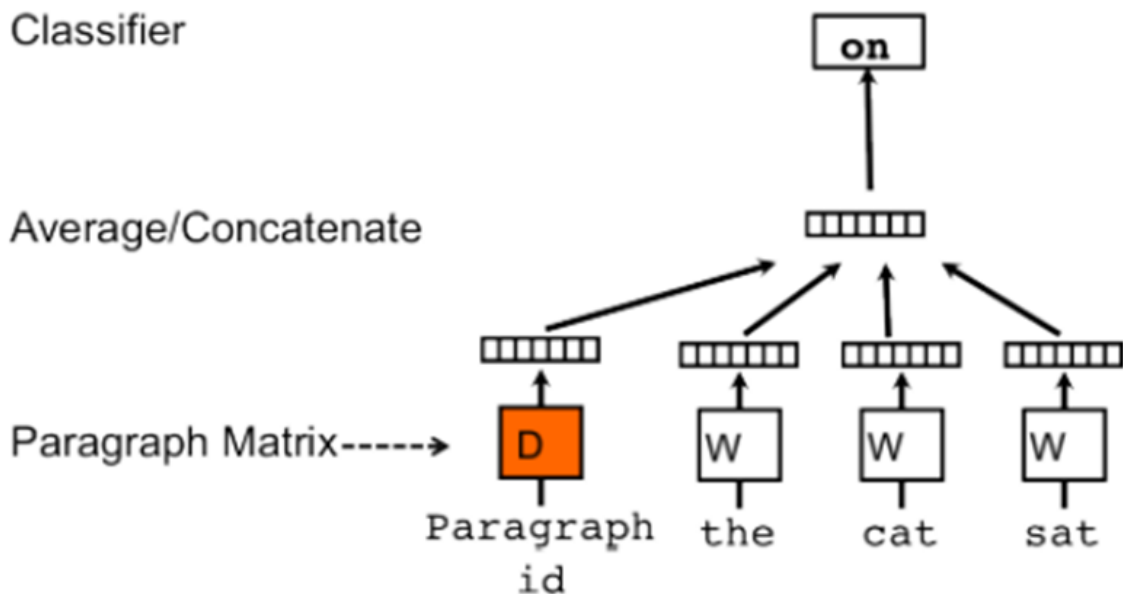 Classifier
on
Average/Concatenate
Paragraph Matrix
D
W
W
W
Paragraph
id
the
cat
sat